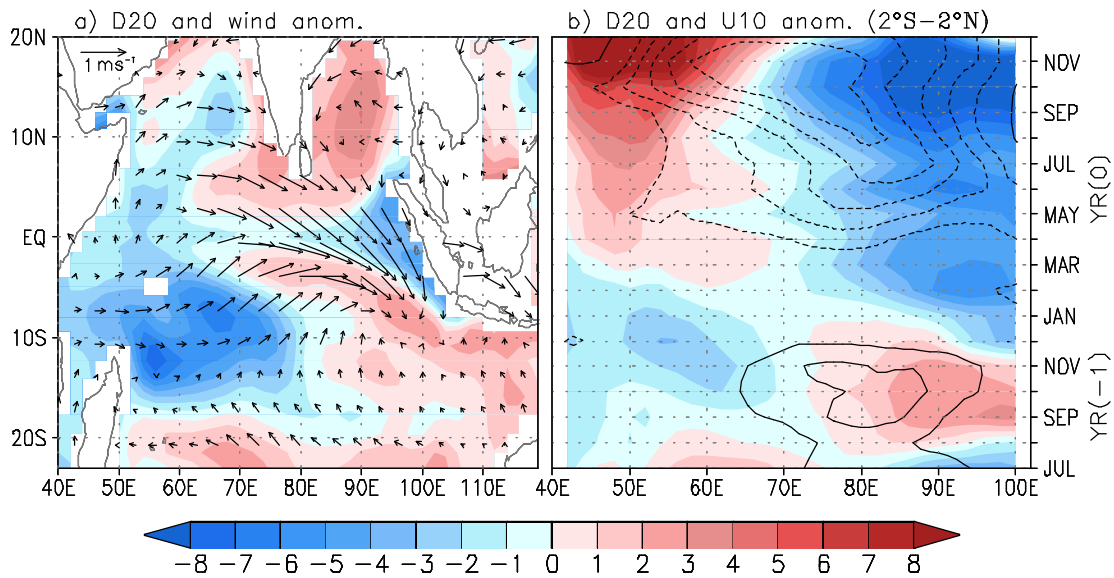 a) D20 and wind anom.
b) D20 and U10 anom. (2°S−2°N)
20N
10N
EQ
10S
20S
1 ms⁻¹
40E 50E 60E 70E 80E 90E 100E 110E
NOV
SEP
JUL
MAY
MAR
JAN
NOV
SEP
JUL
YR(0)
YR(−1)
40E 50E 60E 70E 80E 90E 100E
−8 −7 −6 −5 −4 −3 −2 −1 0 1 2 3 4 5 6 7 8